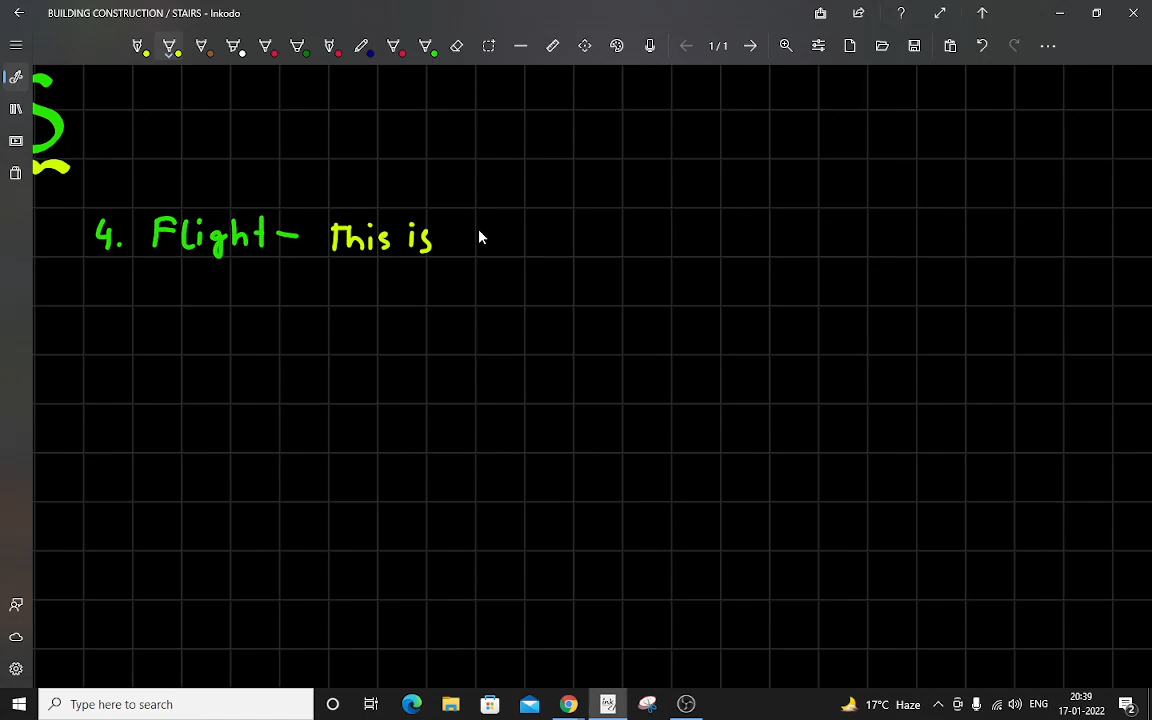 BUILDING CONSTRUCTION / STAIRS - Inkodo
1/1
S
4. Flight - This is
Type here to search
17°C Haze
ENG
20:39
17-01-2022
2